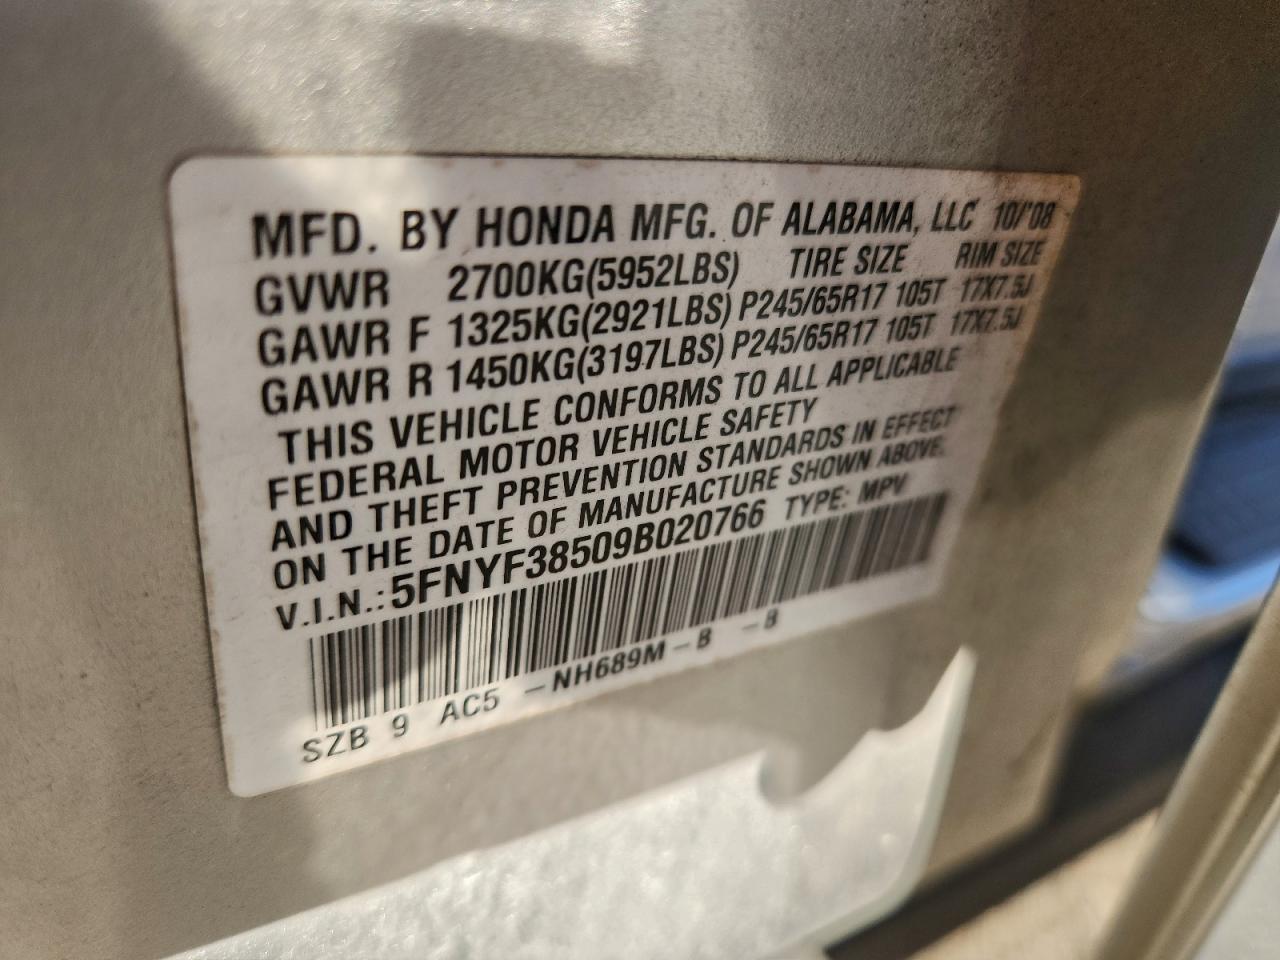 MFD. BY HONDA MFG. OF ALABAMA, LLC 10/'08
GVWR 2700KG(5952LBS) TIRE SIZE RIM SIZE
GAWR F 1325KG(2921LBS) P245/65R17 105T 17X7.5J
GAWR R 1450KG(3197LBS) P245/65R17 105T 17X7.5J
THIS VEHICLE CONFORMS TO ALL APPLICABLE
FEDERAL MOTOR VEHICLE SAFETY
AND THEFT PREVENTION STANDARDS IN EFFECT
ON THE DATE OF MANUFACTURE SHOWN ABOVE.
V.I.N.: 5FNYF38509B020766 TYPE: MPV
SZB 9 AC5 -NH689M-B -B